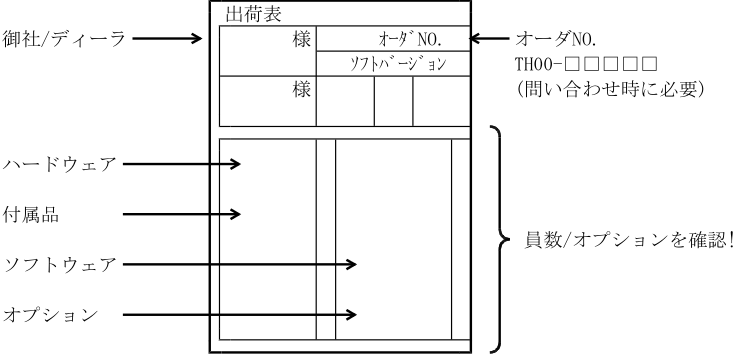 出荷表
御社/ディーラ
様
ｵｰﾀﾞNO.
オーダNO.
ｿﾌﾄﾊﾞｰｼﾞｮﾝ
TH00-□□□□□
様
(問い合わせ時に必要)
ハードウェア
付属品
員数/オプションを確認!
ソフトウェア
オプション